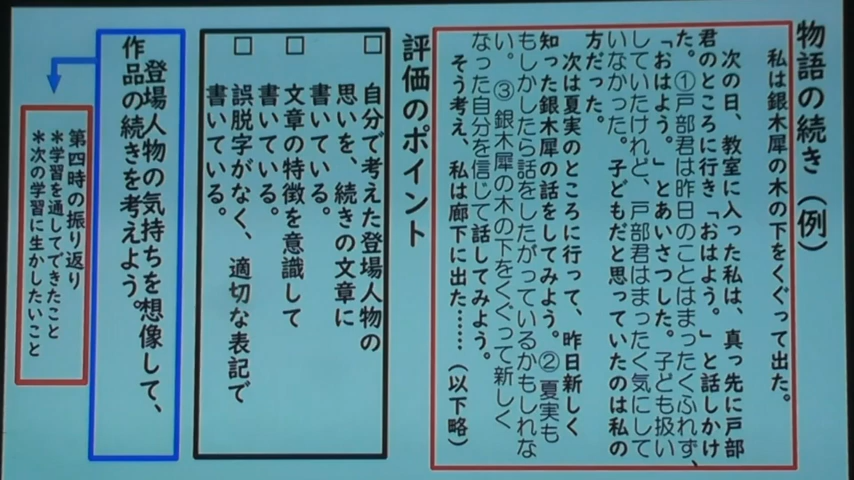 物語の続き（例）
私は銀木犀の木の下をくぐって出た。
次の日、教室に入った私は、真っ先に戸部
君のところに行き「おはよう。」と話しかけ
た。①戸部君は昨日のことはまったくふれず、
「おはよう。」とあいさつした。子ども扱い
していたけれど、戸部君はまったく気にして
いなかった。子どもだと思っていたのは私の
方だった。
次は夏実のところに行って、昨日新しく
知った銀木犀の話をしてみよう。②夏実も
もしかしたら話をしたがっているかもしれな
い。③銀木犀の木の下をくぐって新しく
なった自分を信じて話してみよう。
そう考え、私は廊下に出た……（以下略）
評価のポイント
□ 自分で考えた登場人物の
思いを、続きの文章に
書いている。
□ 文章の特徴を意識して
書いている。
□ 誤脱字がなく、適切な表記で
書いている。
登場人物の気持ちを想像して、
作品の続きを考えよう。
第四時の振り返り
＊学習を通してできたこと
＊次の学習に生かしたいこと